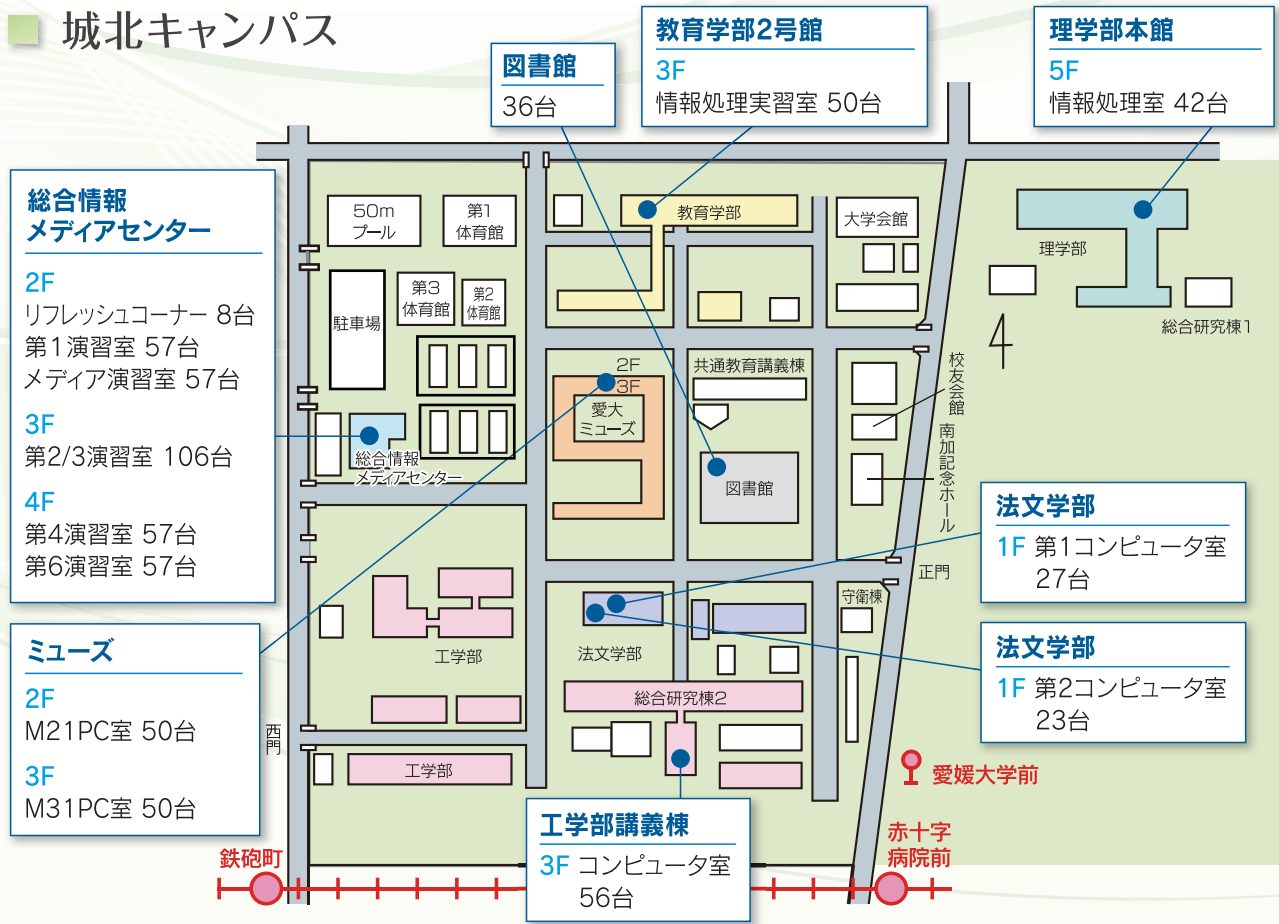 城北キャンパス
図書館
36台
教育学部2号館
3F
情報処理実習室 50台
理学部本館
5F
情報処理室 42台
総合情報
メディアセンター
2F
リフレッシュコーナー 8台
第1演習室 57台
メディア演習室 57台
3F
第2/3演習室 106台
4F
第4演習室 57台
第6演習室 57台
ミューズ
2F
M21PC室 50台
3F
M31PC室 50台
50m
プール
第1
体育館
教育学部
大学会館
理学部
総合研究棟1
駐車場
第3
体育館
第2
体育館
2F
3F
愛大
ミューズ
共通教育講義棟
校友会館
南加記念ホール
総合情報
メディアセンター
図書館
法文学部
1F 第1コンピュータ室
27台
正門
守衛棟
工学部
法文学部
法文学部
1F 第2コンピュータ室
23台
総合研究棟2
西門
工学部
愛媛大学前
工学部講義棟
3F コンピュータ室
56台
鉄砲町
赤十字
病院前